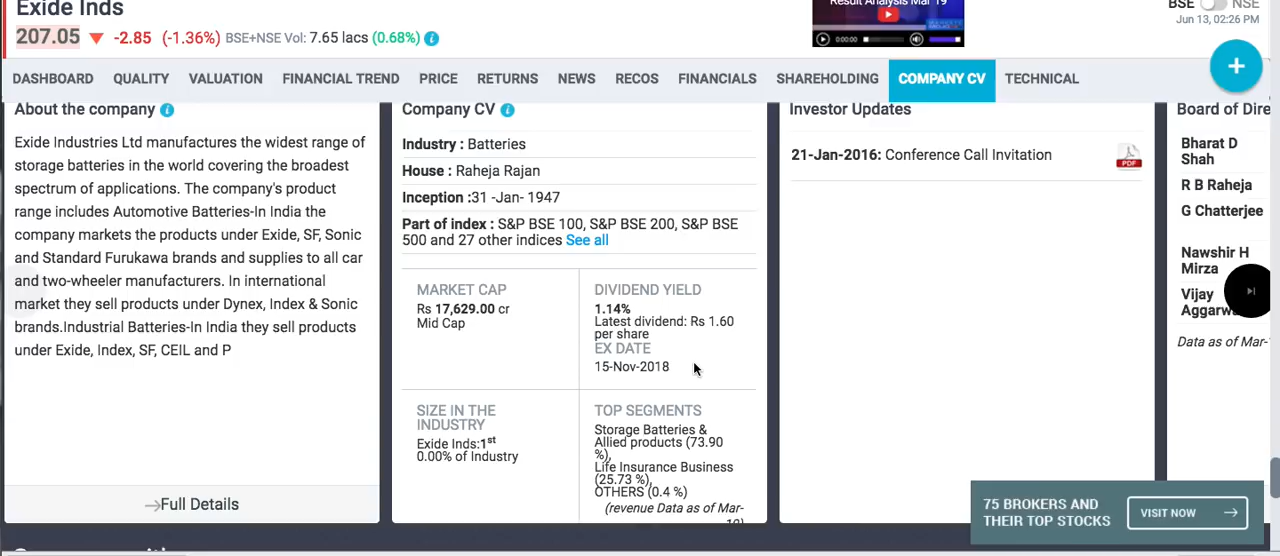 Exide Inds
207.05 -2.85 (-1.36%) BSE+NSE Vol: 7.65 lacs (0.68%)
Result Analysis Mar 19
0:00:00
BSE NSE
Jun 13, 02:26 PM
+
DASHBOARD QUALITY VALUATION FINANCIAL TREND PRICE RETURNS NEWS RECOS FINANCIALS SHAREHOLDING COMPANY CV TECHNICAL
About the company
Exide Industries Ltd manufactures the widest range of
storage batteries in the world covering the broadest
spectrum of applications. The company's product
range includes Automotive Batteries-In India the
company markets the products under Exide, SF, Sonic
and Standard Furukawa brands and supplies to all car
and two-wheeler manufacturers. In international
market they sell products under Dynex, Index & Sonic
brands.Industrial Batteries-In India they sell products
under Exide, Index, SF, CEIL and P
→Full Details
Company CV
Industry : Batteries
House : Raheja Rajan
Inception :31 -Jan- 1947
Part of index : S&P BSE 100, S&P BSE 200, S&P BSE
500 and 27 other indices See all
MARKET CAP
Rs 17,629.00 cr
Mid Cap
DIVIDEND YIELD
1.14%
Latest dividend: Rs 1.60
per share
EX DATE
15-Nov-2018
SIZE IN THE
INDUSTRY
Exide Inds:1st
0.00% of Industry
TOP SEGMENTS
Storage Batteries &
Allied products (73.90
%),
Life Insurance Business
(25.73 %),
OTHERS (0.4 %)
(revenue Data as of Mar-
Investor Updates
21-Jan-2016: Conference Call Invitation
PDF
Board of Dire
Bharat D
Shah
R B Raheja
G Chatterjee
Nawshir H
Mirza
Vijay
Aggarw
Data as of Mar-
75 BROKERS AND
THEIR TOP STOCKS
VISIT NOW →